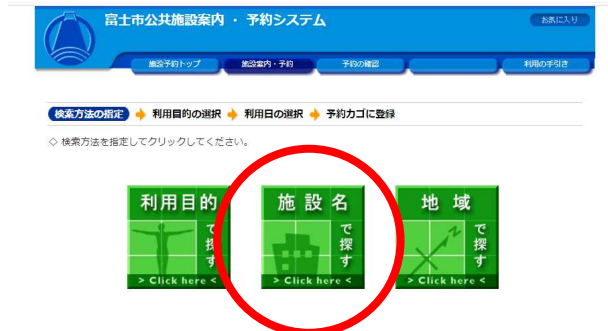 富士市公共施設案内 ・ 予約システム
お気に入り
施設予約トップ
施設案内・予約
予約の確認
利用の手引き
検索方法の指定 利用目的の選択 利用日の選択 予約カゴに登録
◇ 検索方法を指定してクリックしてください。
利用目的
で探す
> Click here <
施設名
で探す
> Click here <
地域
で探す
> Click here <